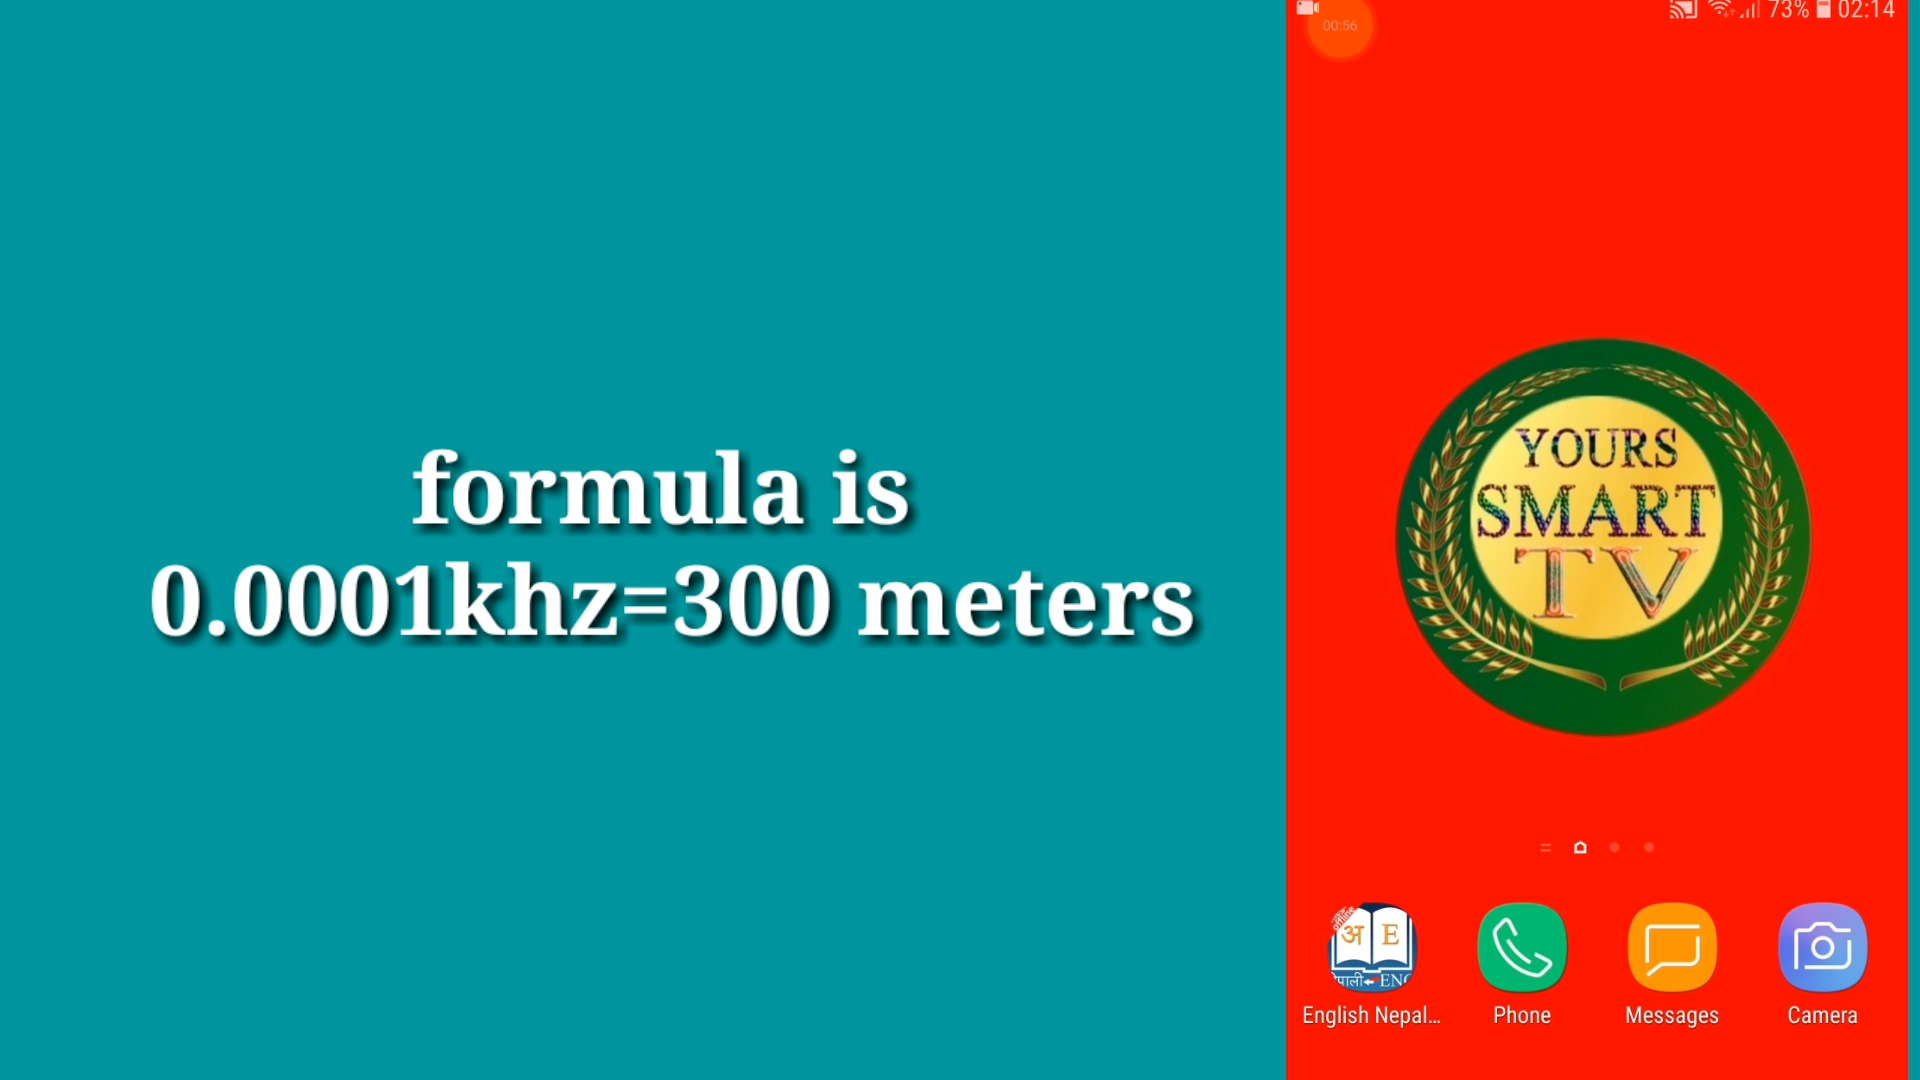 00:56
73% 02:14
formula is
0.0001khz=300 meters
YOURS
SMART
TV
अ E
English Nepal...
Phone
Messages
Camera